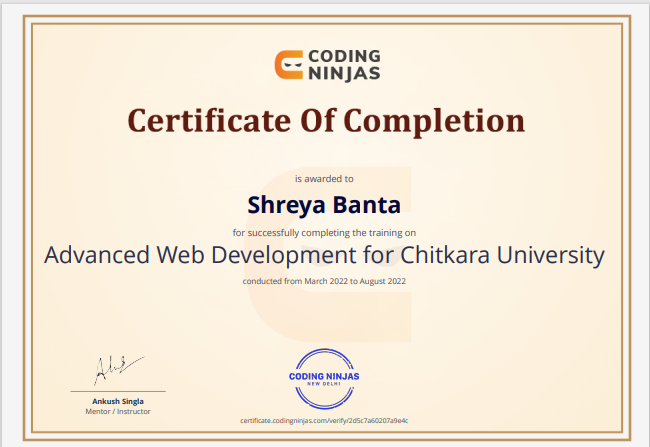 CODING
NINJAS
Certificate Of Completion
is awarded to
Shreya Banta
for successfully completing the training on
Advanced Web Development for Chitkara University
conducted from March 2022 to August 2022
CODING NINJAS
NEW DELHI
Ankush Singla
Mentor / Instructor
certificate.codingninjas.com/verify/2d5c7a60207a9e4c